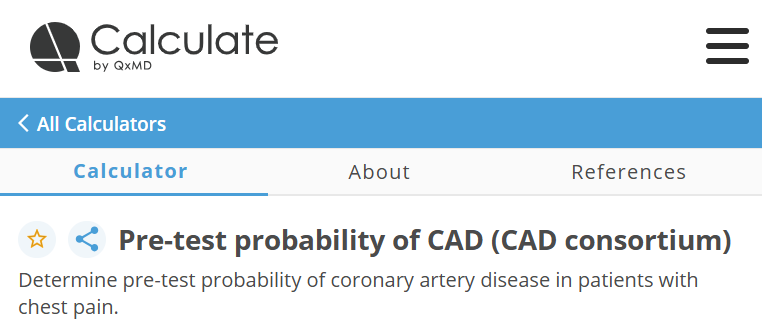 Calculate
by QxMD
All Calculators
Calculator About References
Pre-test probability of CAD (CAD consortium)
Determine pre-test probability of coronary artery disease in patients with
chest pain.